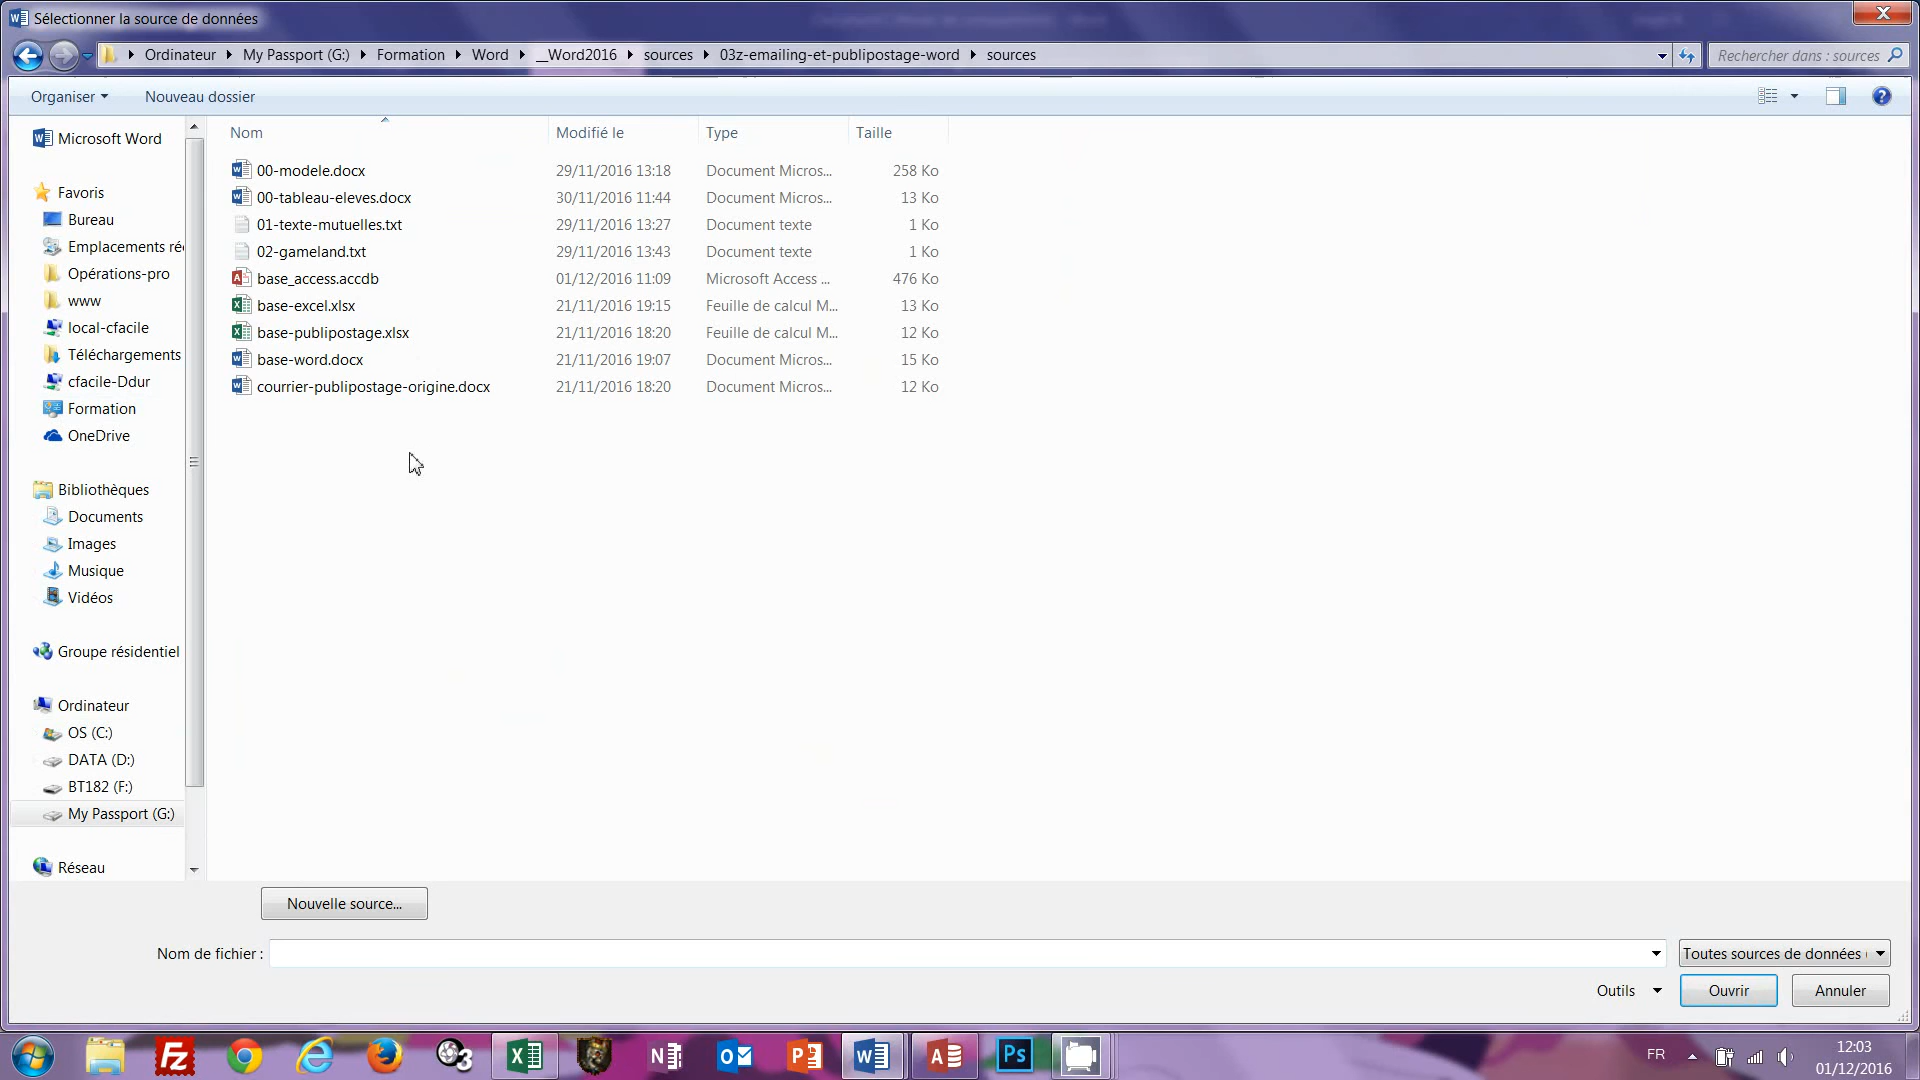 Sélectionner la source de données
Ordinateur My Passport (G:) Formation Word __Word2016 sources 03z-emailing-et-publipostage-word sources
Rechercher dans : sources
Organiser Nouveau dossier
Nom Modifié le Type Taille
Microsoft Word
Favoris
Bureau
Emplacements ré
Opérations-pro
www
local-cfacile
Téléchargements
cfacile-Ddur
Formation
OneDrive
Bibliothèques
Documents
Images
Musique
Vidéos
Groupe résidentiel
Ordinateur
OS (C:)
DATA (D:)
BT182 (F:)
My Passport (G:)
Réseau
00-modele.docx 29/11/2016 13:18 Document Micros... 258 Ko
00-tableau-eleves.docx 30/11/2016 11:44 Document Micros... 13 Ko
01-texte-mutuelles.txt 29/11/2016 13:27 Document texte 1 Ko
02-gameland.txt 29/11/2016 13:43 Document texte 1 Ko
base_access.accdb 01/12/2016 11:09 Microsoft Access ... 476 Ko
base-excel.xlsx 21/11/2016 19:15 Feuille de calcul M... 13 Ko
base-publipostage.xlsx 21/11/2016 18:20 Feuille de calcul M... 12 Ko
base-word.docx 21/11/2016 19:07 Document Micros... 15 Ko
courrier-publipostage-origine.docx 21/11/2016 18:20 Document Micros... 12 Ko
Nouvelle source...
Nom de fichier : Toutes sources de données (
Outils Ouvrir Annuler
FR
12:03
01/12/2016